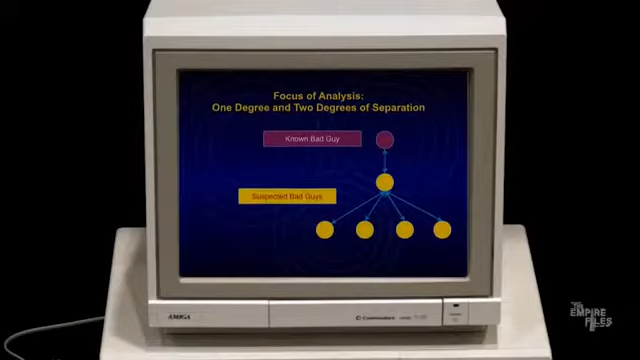 Focus of Analysis:
One Degree and Two Degrees of Separation
Known Bad Guy
Suspected Bad Guys
AMIGA
Commodore
THE
EMPIRE
FILES